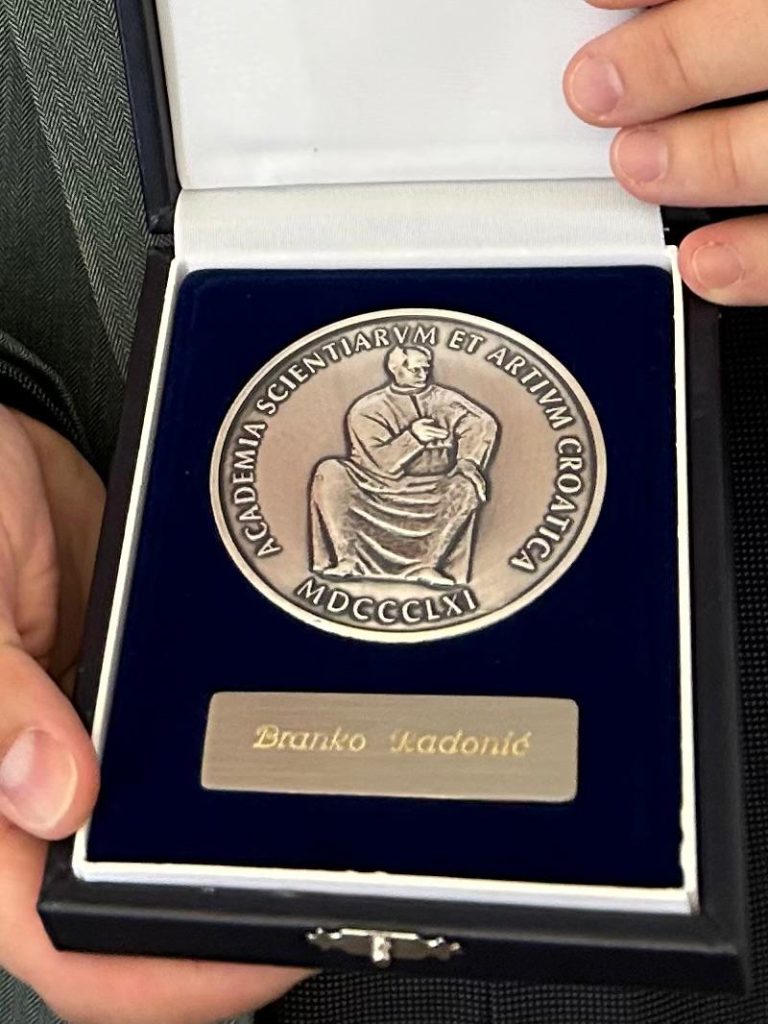 ACADEMIA SCIENTIARVM ET ARTIVM CROATICA
MDCCCLXI
Branko Radonić